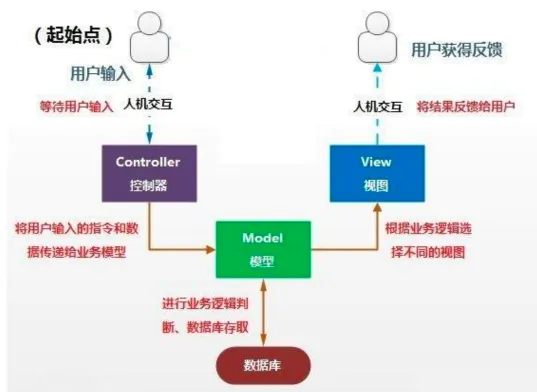 （起始点）
用户输入
用户获得反馈
等待用户输入
人机交互
人机交互
将结果反馈给用户
Controller
控制器
View
视图
将用户输入的指令和数
据传递给业务模型
Model
模型
根据业务逻辑选
择不同的视图
进行业务逻辑判
断、数据库存取
数据库